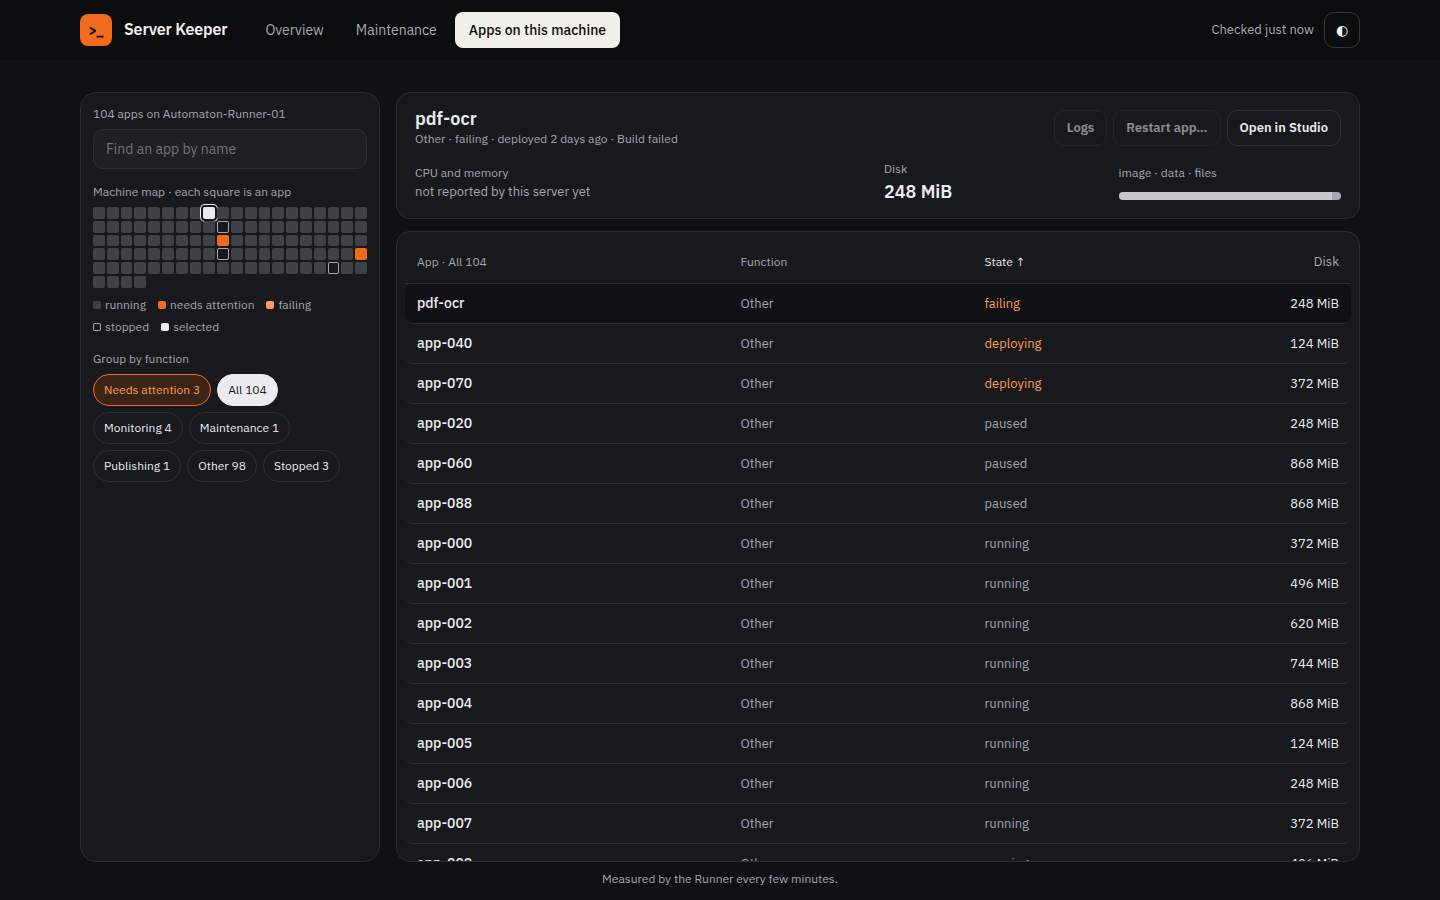 >_ Server Keeper Overview Maintenance Apps on this machine Checked just now
104 apps on Automaton-Runner-01
Find an app by name
Machine map · each square is an app
running needs attention failing
stopped selected
Group by function
Needs attention 3 All 104
Monitoring 4 Maintenance 1
Publishing 1 Other 98 Stopped 3
pdf-ocr
Other · failing · deployed 2 days ago · Build failed
Logs Restart app... Open in Studio
CPU and memory
not reported by this server yet
Disk
248 MiB
image · data · files
App · All 104 Function State ↑ Disk
pdf-ocr Other failing 248 MiB
app-040 Other deploying 124 MiB
app-070 Other deploying 372 MiB
app-020 Other paused 248 MiB
app-060 Other paused 868 MiB
app-088 Other paused 868 MiB
app-000 Other running 372 MiB
app-001 Other running 496 MiB
app-002 Other running 620 MiB
app-003 Other running 744 MiB
app-004 Other running 868 MiB
app-005 Other running 124 MiB
app-006 Other running 248 MiB
app-007 Other running 372 MiB
Measured by the Runner every few minutes.